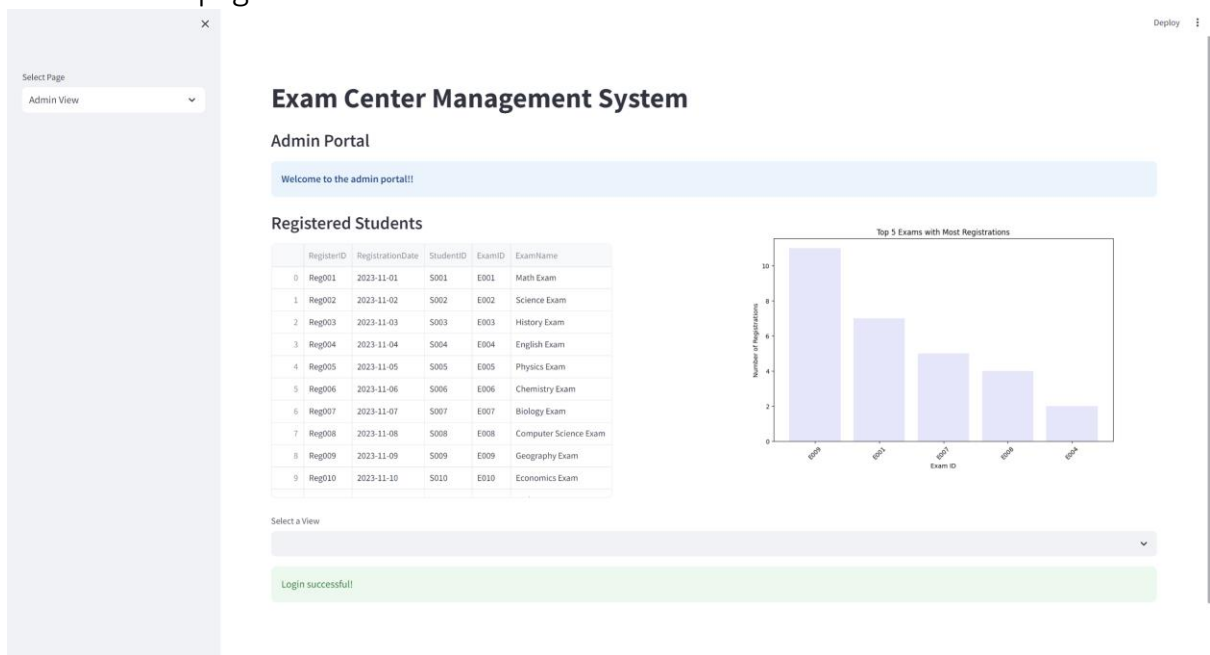 ×
Deploy
Select Page
Admin View
Exam Center Management System
Admin Portal
Welcome to the admin portal!!
Registered Students
RegisterID RegistrationDate StudentID ExamID ExamName
0 Reg001 2023-11-01 S001 E001 Math Exam
1 Reg002 2023-11-02 S002 E002 Science Exam
2 Reg003 2023-11-03 S003 E003 History Exam
3 Reg004 2023-11-04 S004 E004 English Exam
4 Reg005 2023-11-05 S005 E005 Physics Exam
5 Reg006 2023-11-06 S006 E006 Chemistry Exam
6 Reg007 2023-11-07 S007 E007 Biology Exam
7 Reg008 2023-11-08 S008 E008 Computer Science Exam
8 Reg009 2023-11-09 S009 E009 Geography Exam
9 Reg010 2023-11-10 S010 E010 Economics Exam
Top 5 Exams with Most Registrations
Number of Registrations
10
8
6
4
2
0
E009 E001 E007 E008 E004
Exam ID
Select a View
Login successful!